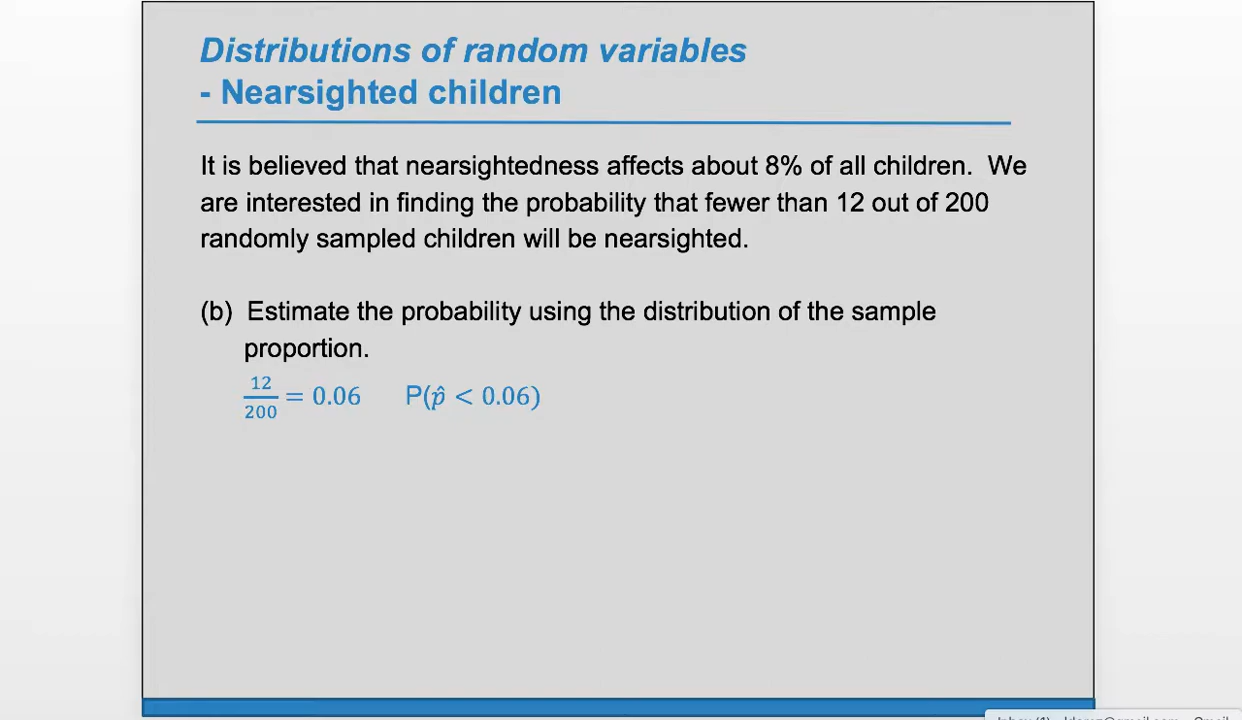 Distributions of random variables
- Nearsighted children
It is believed that nearsightedness affects about 8% of all children. We
are interested in finding the probability that fewer than 12 out of 200
randomly sampled children will be nearsighted.
(b) Estimate the probability using the distribution of the sample
proportion.
12/200 = 0.06 P(p̂ < 0.06)